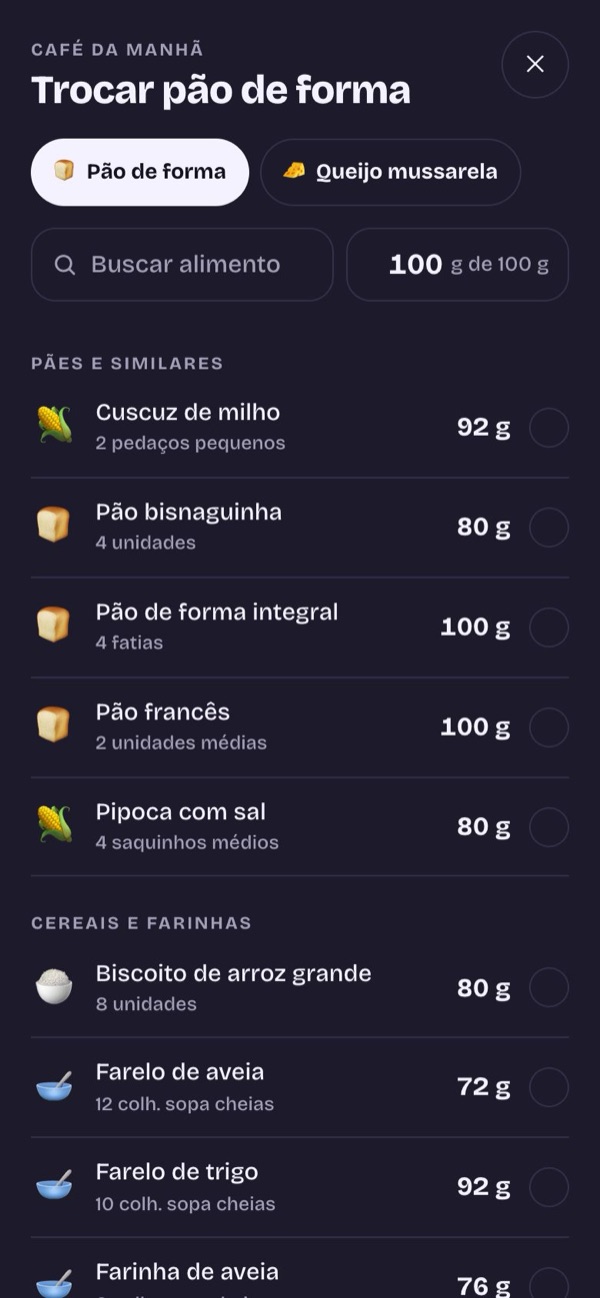 CAFÉ DA MANHÃ
Trocar pão de forma
Pão de forma
Queijo mussarela
Buscar alimento
100 g de 100 g
PÃES E SIMILARES
Cuscuz de milho
2 pedaços pequenos
92 g
Pão bisnaguinha
4 unidades
80 g
Pão de forma integral
4 fatias
100 g
Pão francês
2 unidades médias
100 g
Pipoca com sal
4 saquinhos médios
80 g
CEREAIS E FARINHAS
Biscoito de arroz grande
8 unidades
80 g
Farelo de aveia
12 colh. sopa cheias
72 g
Farelo de trigo
10 colh. sopa cheias
92 g
Farinha de aveia
76 g